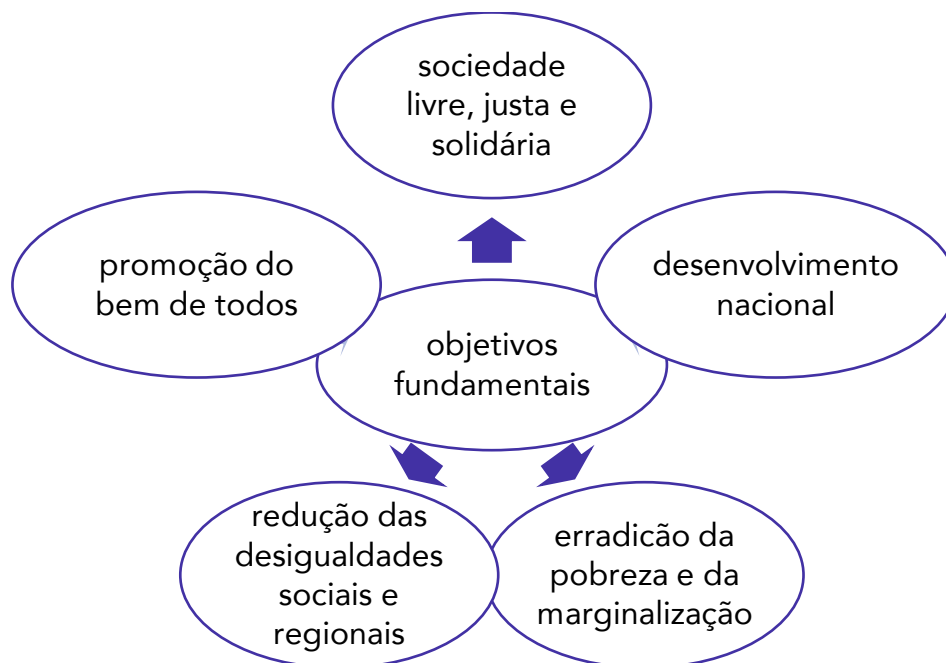 sociedade
livre, justa e
solidária
promoção do
bem de todos
desenvolvimento
nacional
objetivos
fundamentais
redução das
desigualdades
sociais e
regionais
erradicão da
pobreza e da
marginalização